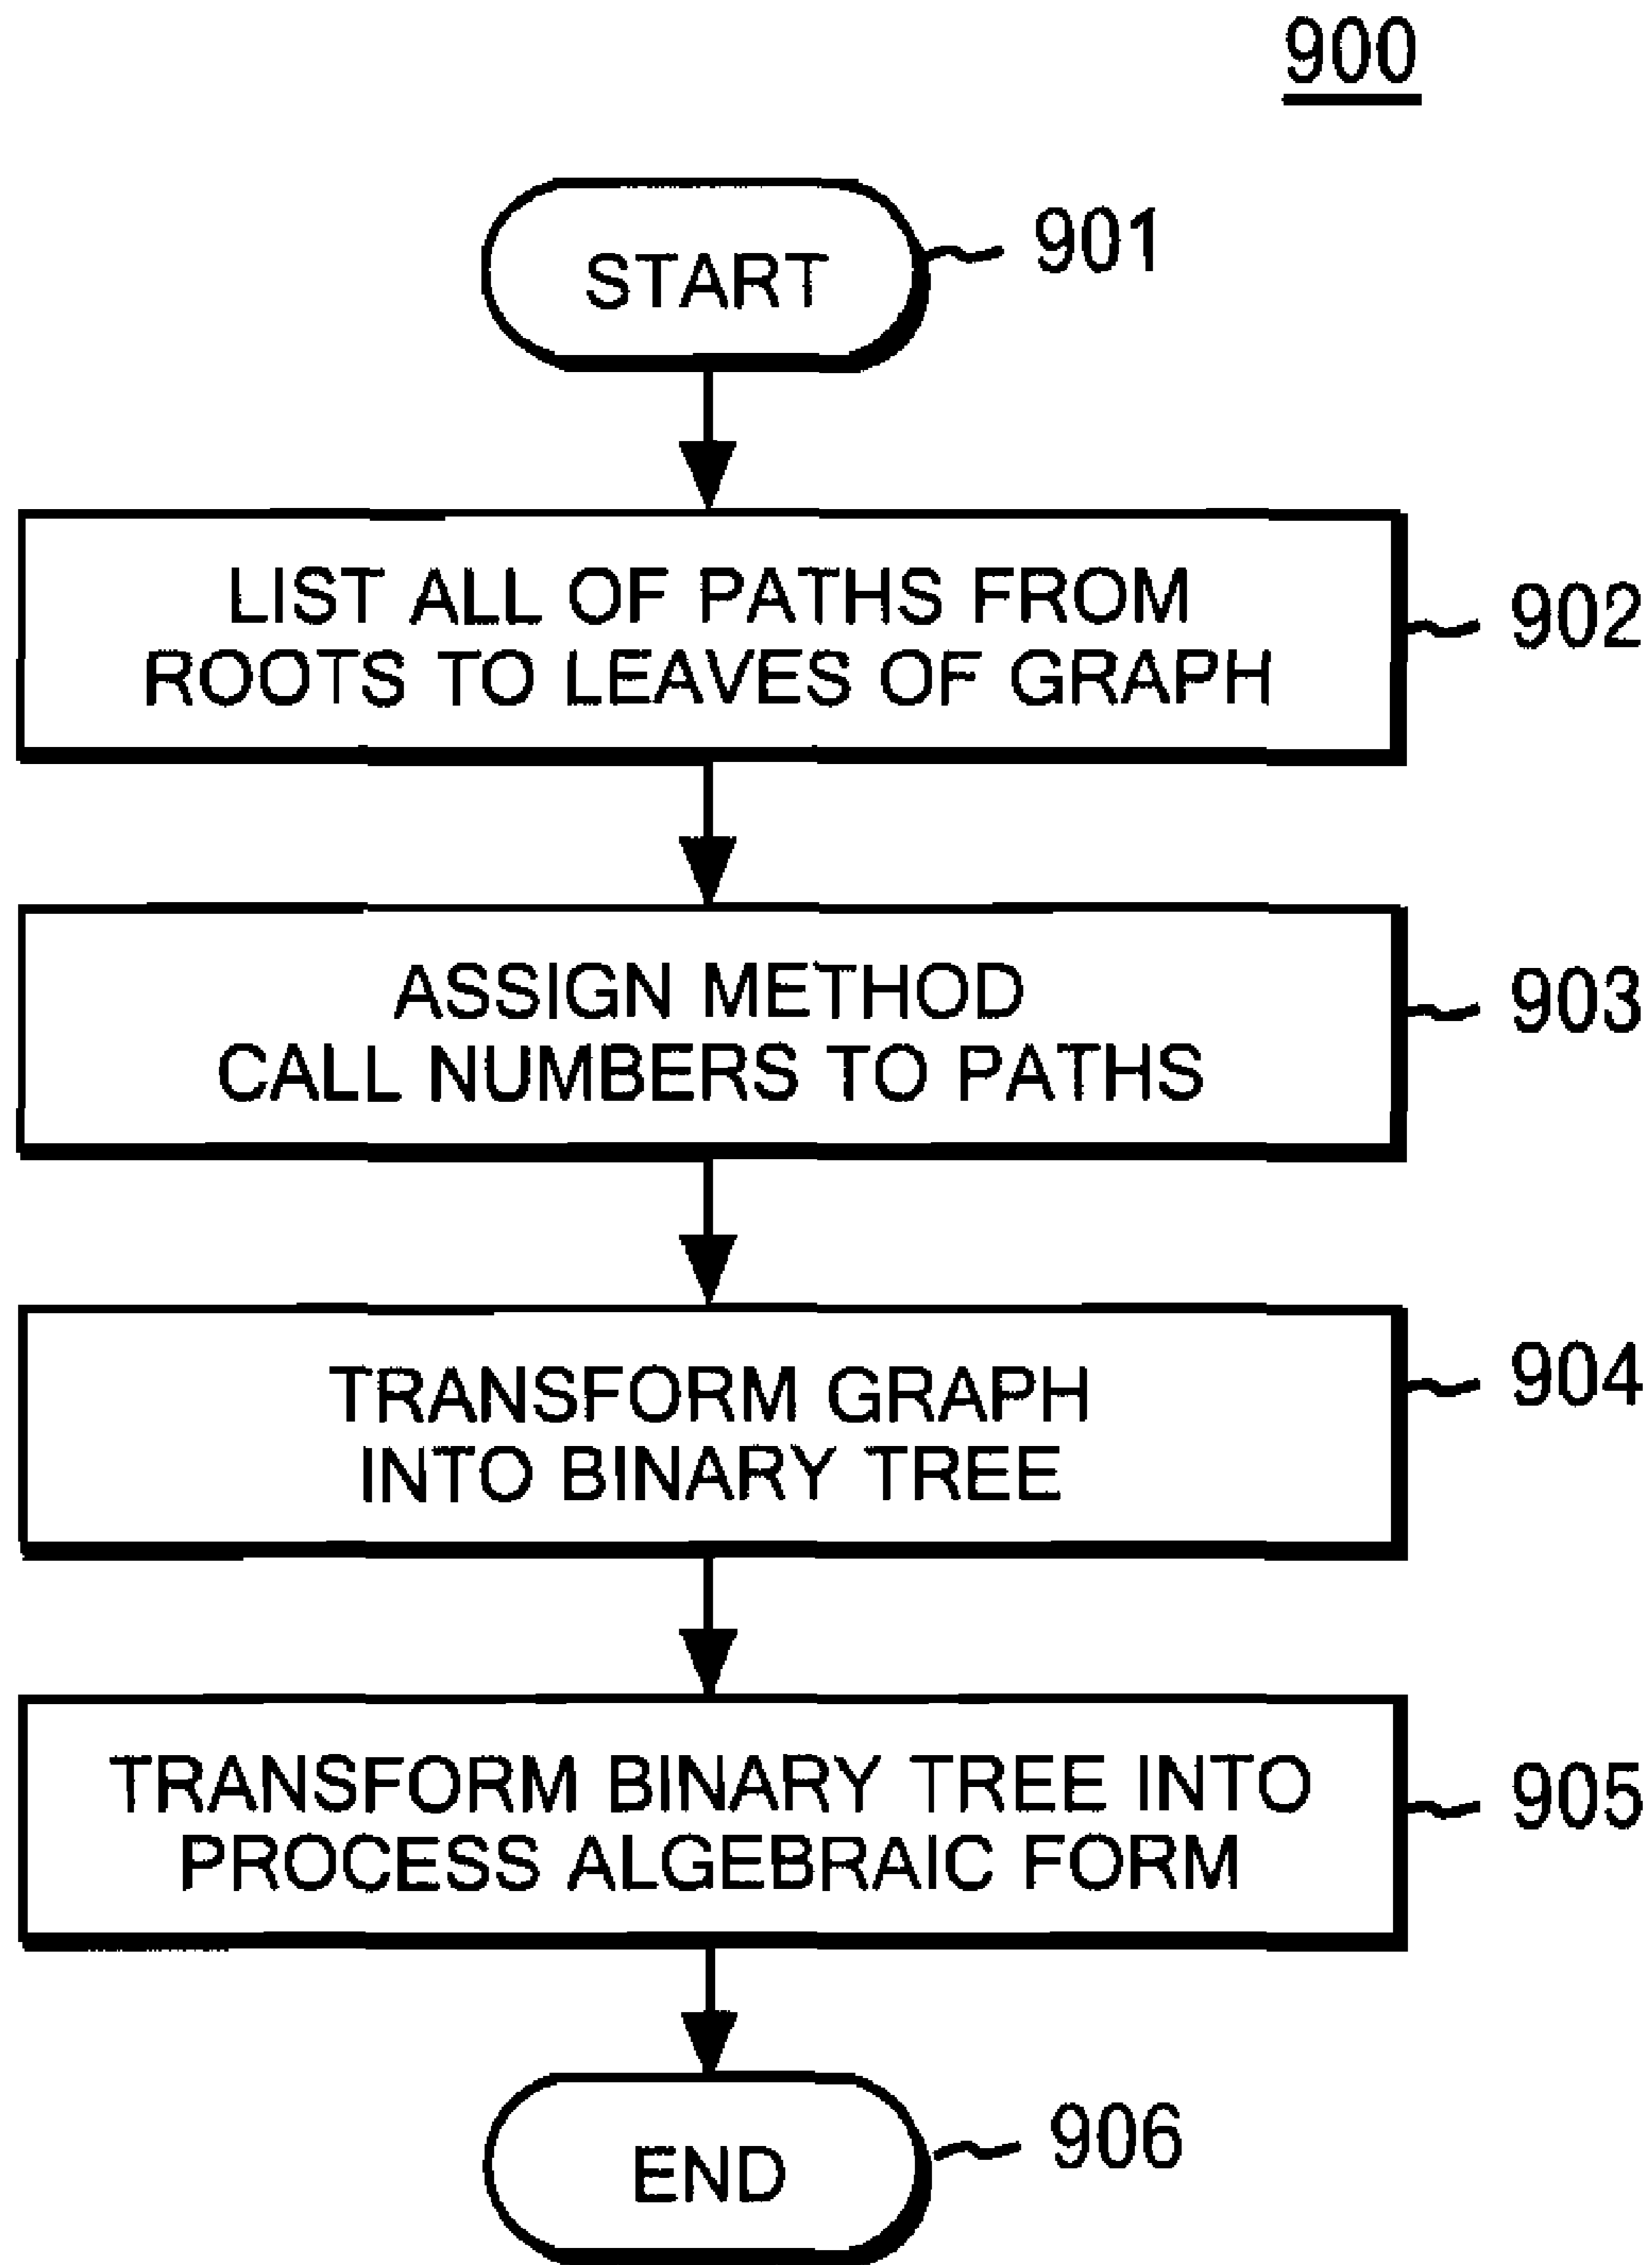 900
START
901
LIST ALL OF PATHS FROM
ROOTS TO LEAVES OF GRAPH
902
ASSIGN METHOD
CALL NUMBERS TO PATHS
903
TRANSFORM GRAPH
INTO BINARY TREE
904
TRANSFORM BINARY TREE INTO
PROCESS ALGEBRAIC FORM
905
END
906